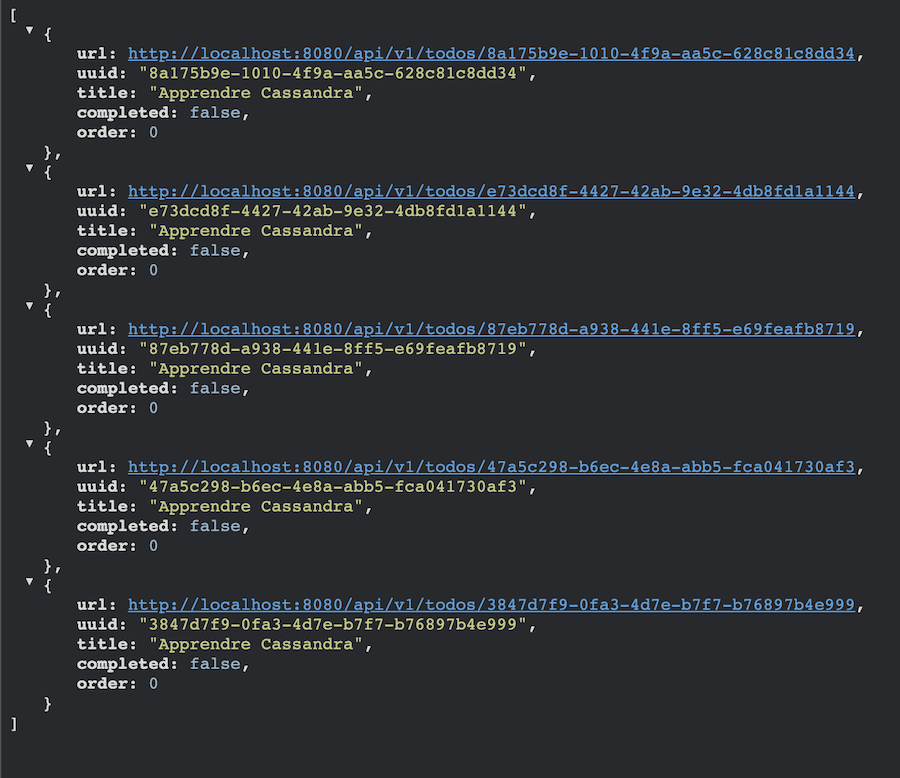 [
{
url: http://localhost:8080/api/v1/todos/8a175b9e-1010-4f9a-aa5c-628c81c8dd34,
uuid: "8a175b9e-1010-4f9a-aa5c-628c81c8dd34",
title: "Apprendre Cassandra",
completed: false,
order: 0
},
{
url: http://localhost:8080/api/v1/todos/e73dcd8f-4427-42ab-9e32-4db8fd1a1144,
uuid: "e73dcd8f-4427-42ab-9e32-4db8fd1a1144",
title: "Apprendre Cassandra",
completed: false,
order: 0
},
{
url: http://localhost:8080/api/v1/todos/87eb778d-a938-441e-8ff5-e69feafb8719,
uuid: "87eb778d-a938-441e-8ff5-e69feafb8719",
title: "Apprendre Cassandra",
completed: false,
order: 0
},
{
url: http://localhost:8080/api/v1/todos/47a5c298-b6ec-4e8a-abb5-fca041730af3,
uuid: "47a5c298-b6ec-4e8a-abb5-fca041730af3",
title: "Apprendre Cassandra",
completed: false,
order: 0
},
{
url: http://localhost:8080/api/v1/todos/3847d7f9-0fa3-4d7e-b7f7-b76897b4e999,
uuid: "3847d7f9-0fa3-4d7e-b7f7-b76897b4e999",
title: "Apprendre Cassandra",
completed: false,
order: 0
}
]